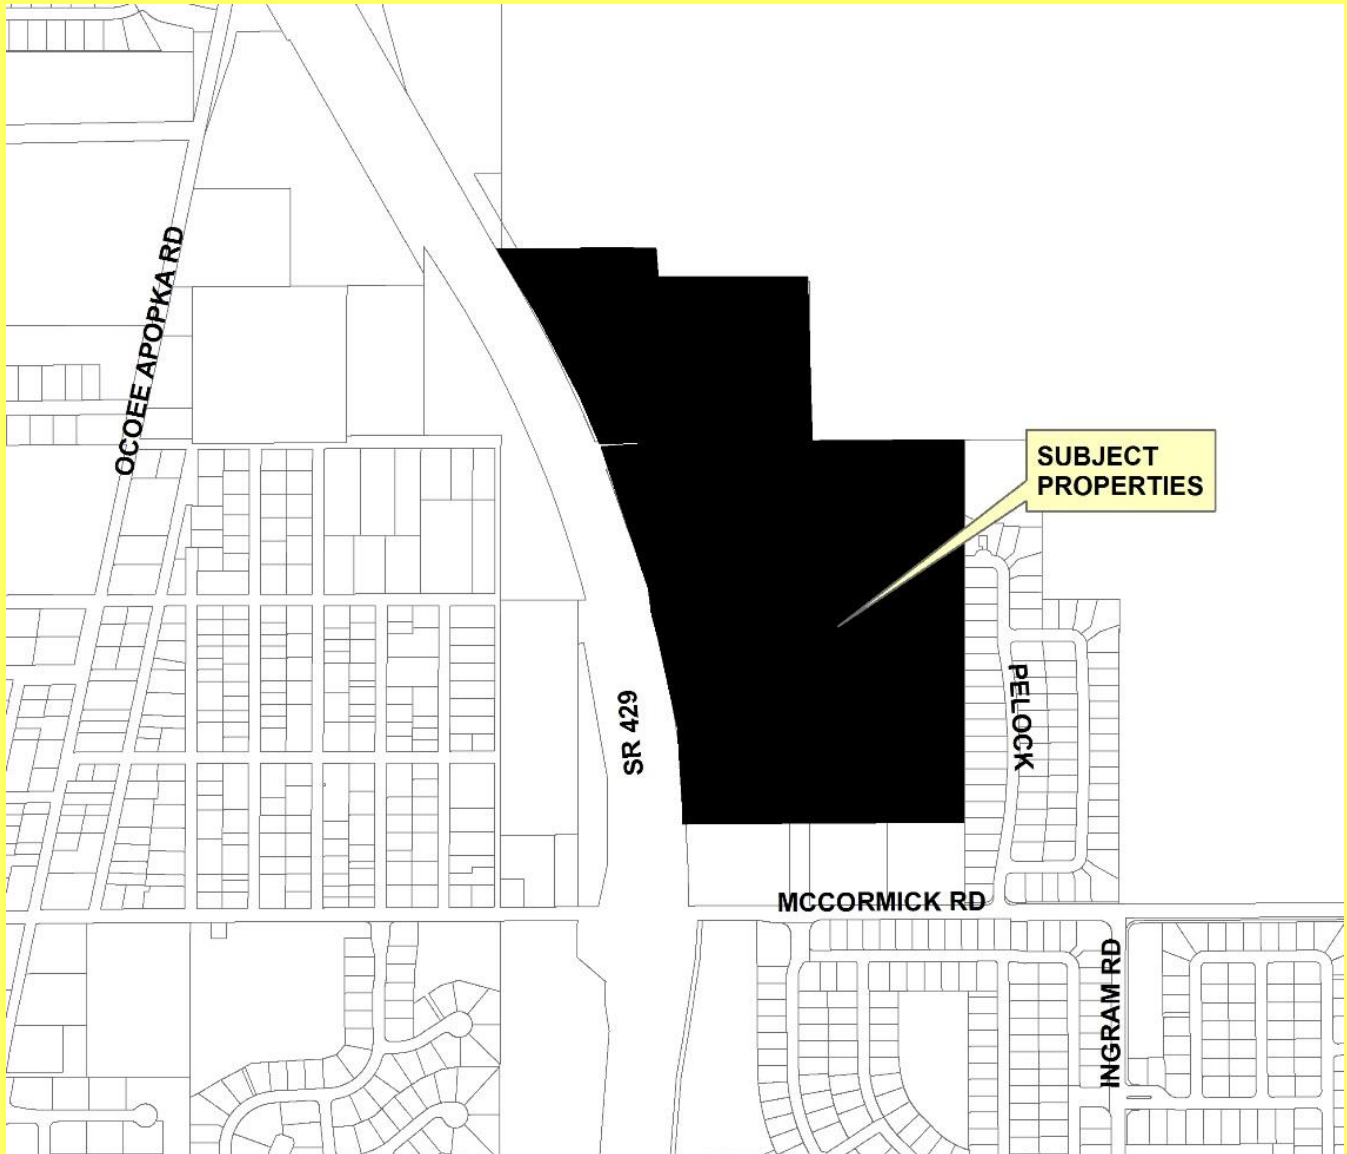 OCOEE APOPKA RD
SUBJECT
PROPERTIES
PELOCK
SR 429
MCCORMICK RD
INGRAM RD